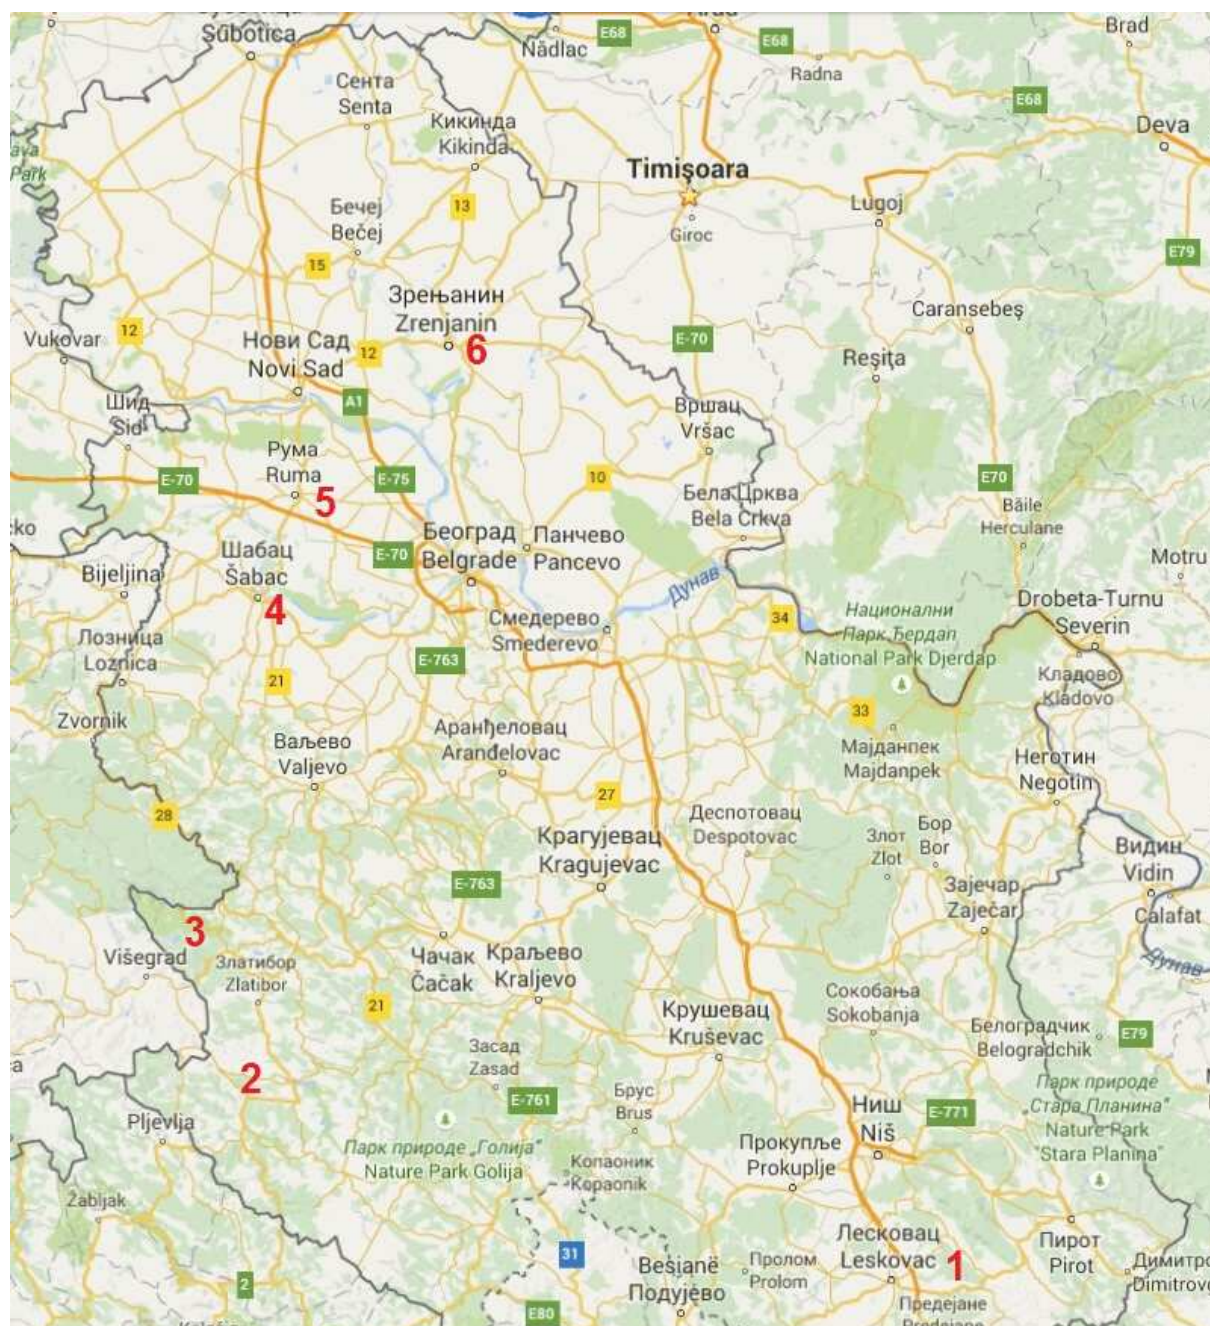 Subotica
Nădlac
E68
E68
Radna
Brad
E68
Deva
Сента
Senta
Кикинда
Kikinda
Park
Timişoara
Giroc
Lugoj
E79
13
Бечеј
Bečej
15
Зрењанин
Zrenjanin
6
12
Vukovar
Нови Сад
Novi Sad
12
E-70
Caransebeş
Reşiţa
A1
Шид
Šid
Вршац
Vršac
Рума
Ruma
E-70
5
E-75
10
E70
Бела Црква
Bela Crkva
Băile
Herculane
Београд
Belgrade
Панчево
Pancevo
E-70
Шабац
Šabac
4
Bijeljina
Motru
Дунав
Смедерево
Smederevo
34
Национални
Парк Ђердап
National Park Djerdap
Drobeta-Turnu
Severin
Лозница
Loznica
E-763
21
Кладово
Kladovo
Zvornik
33
Аранђеловац
Aranđelovac
Ваљево
Valjevo
Мајданпек
Majdanpek
Неготин
Negotin
28
27
Деспотовац
Despotovac
Бор
Bor
Злот
Zlot
Крагујевац
Kragujevac
Видин
Vidin
E-763
Зајечар
Zaječar
Calafat
3
Višegrad
Златибор
Zlatibor
Чачак
Čačak
Краљево
Kraljevo
Дунав
21
Сокобања
Sokobanja
Крушевац
Kruševac
Белоградчик
Belogradchik
E79
2
Засад
Zasad
E-761
Брус
Brus
Ниш
Niš
E-771
Парк природе
„Стара Планина“
Nature Park
"Stara Planina"
Pljevlja
Парк природе „Голија“
Nature Park Golija
Прокупље
Prokuplje
Копаоник
Kopaonik
Žabljak
Лесковац
Leskovac
1
Пирот
Pirot
31
Besianë
Подујево
Пролом
Prolom
2
E80
Предејане